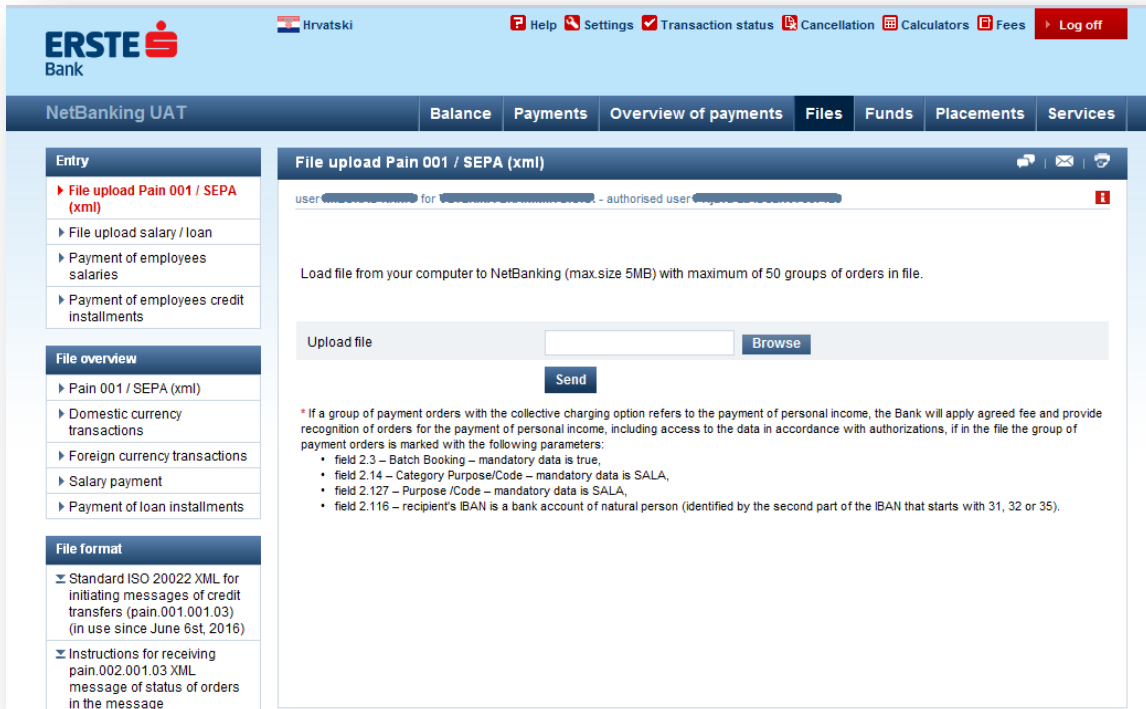 ERSTE
Bank
Hrvatski
Help Settings Transaction status Cancellation Calculators Fees Log off
NetBanking UAT
Balance Payments Overview of payments Files Funds Placements Services
Entry
File upload Pain 001 / SEPA
(xml)
File upload salary / loan
Payment of employees
salaries
Payment of employees credit
installments
File overview
Pain 001 / SEPA (xml)
Domestic currency
transactions
Foreign currency transactions
Salary payment
Payment of loan installments
File format
Standard ISO 20022 XML for
initiating messages of credit
transfers (pain.001.001.03)
(in use since June 6st, 2016)
Instructions for receiving
pain.002.001.03 XML
message of status of orders
in the message
File upload Pain 001 / SEPA (xml)
user for - authorised user
Load file from your computer to NetBanking (max.size 5MB) with maximum of 50 groups of orders in file.
Upload file Browse
Send
* If a group of payment orders with the collective charging option refers to the payment of personal income, the Bank will apply agreed fee and provide
recognition of orders for the payment of personal income, including access to the data in accordance with authorizations, if in the file the group of
payment orders is marked with the following parameters:
• field 2.3 – Batch Booking – mandatory data is true,
• field 2.14 – Category Purpose/Code – mandatory data is SALA,
• field 2.127 – Purpose /Code – mandatory data is SALA,
• field 2.116 – recipient's IBAN is a bank account of natural person (identified by the second part of the IBAN that starts with 31, 32 or 35).